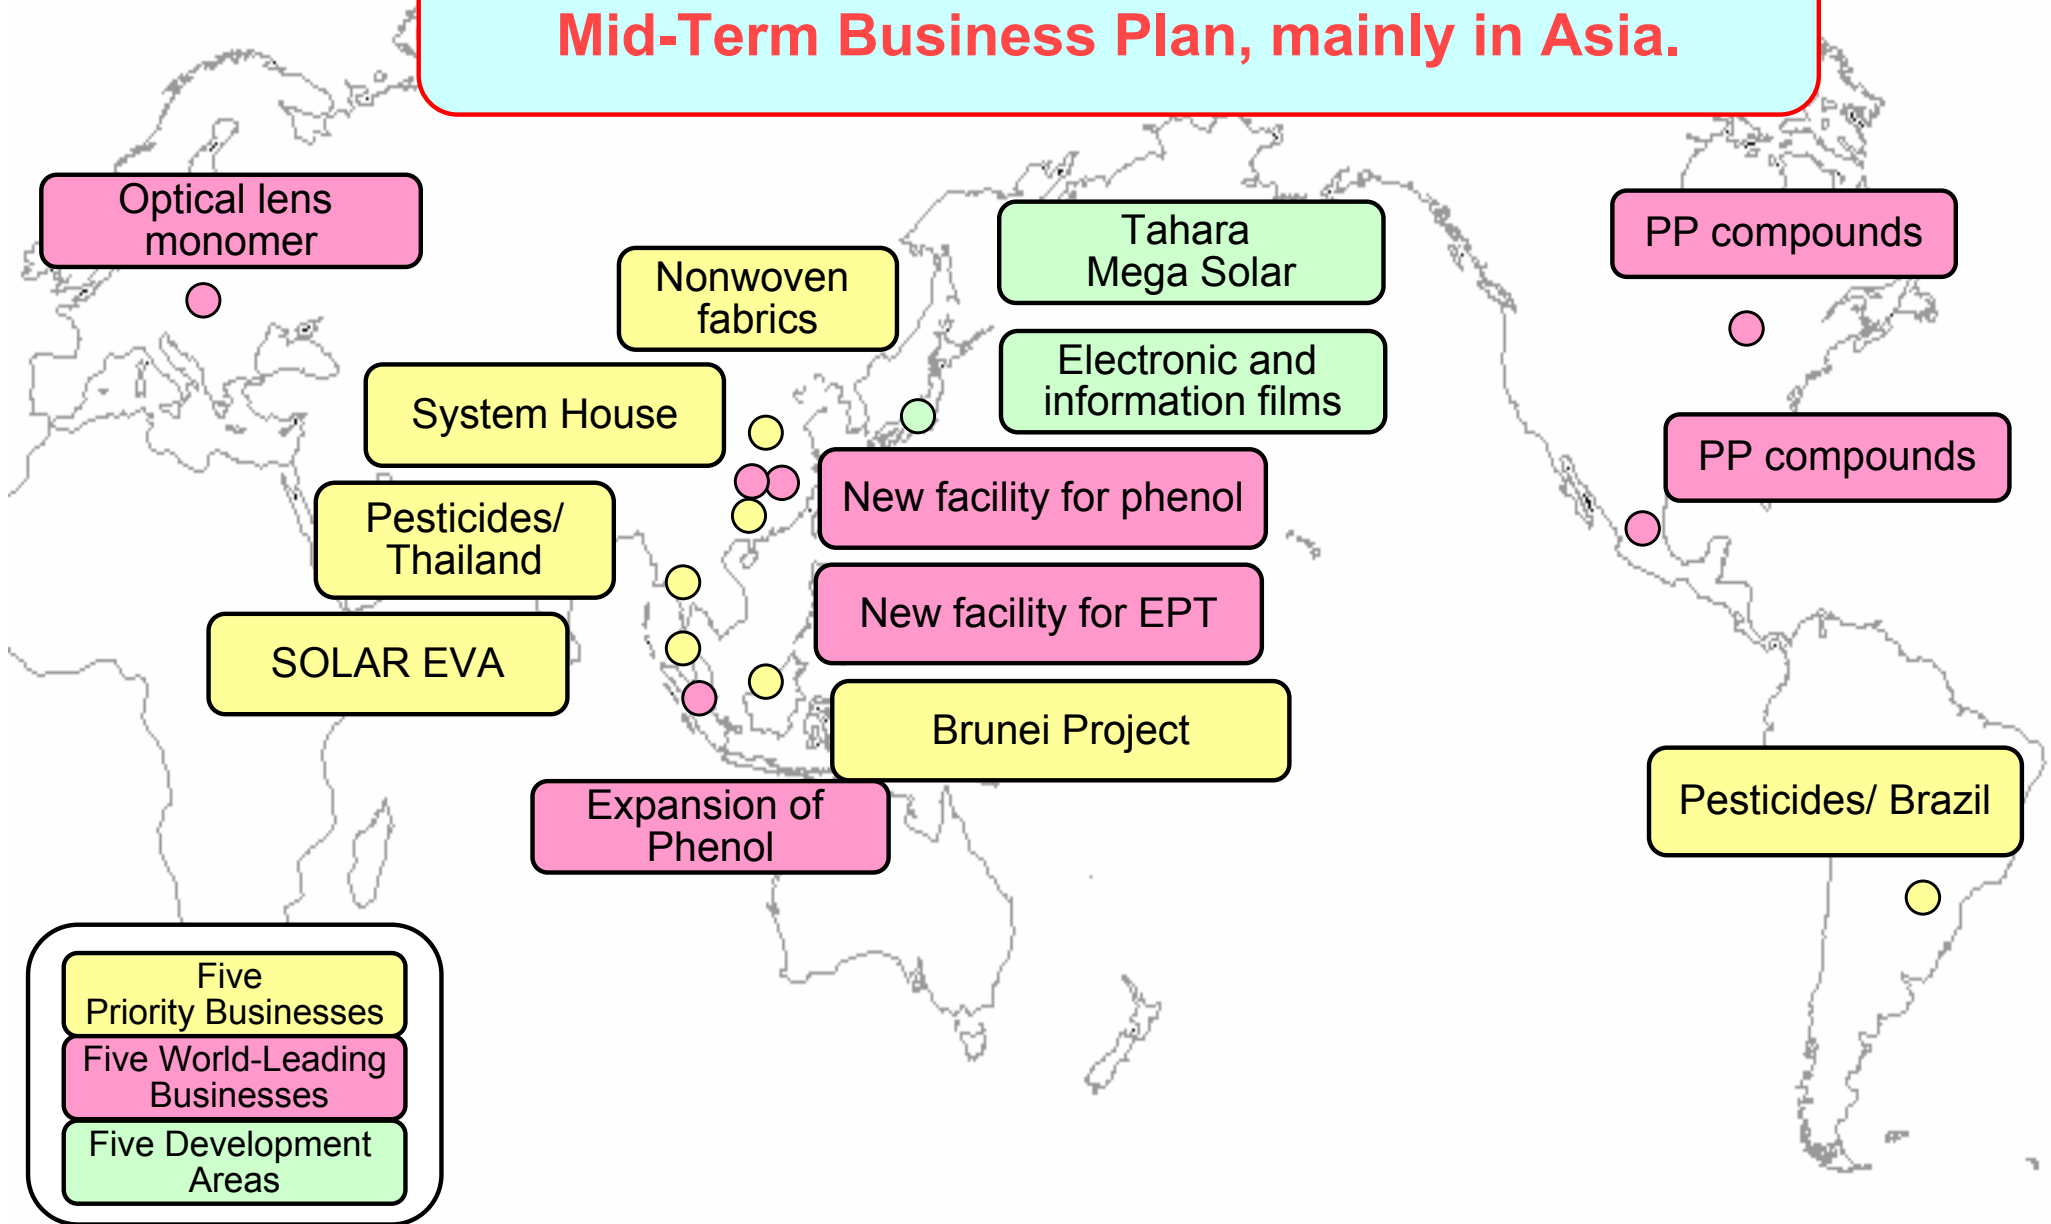 Mid-Term Business Plan, mainly in Asia.
Optical lens
monomer
Nonwoven
fabrics
Tahara
Mega Solar
PP compounds
System House
Electronic and
information films
PP compounds
Pesticides/
Thailand
New facility for phenol
SOLAR EVA
New facility for EPT
Brunei Project
Expansion of
Phenol
Pesticides/ Brazil
Five
Priority Businesses
Five World-Leading
Businesses
Five Development
Areas